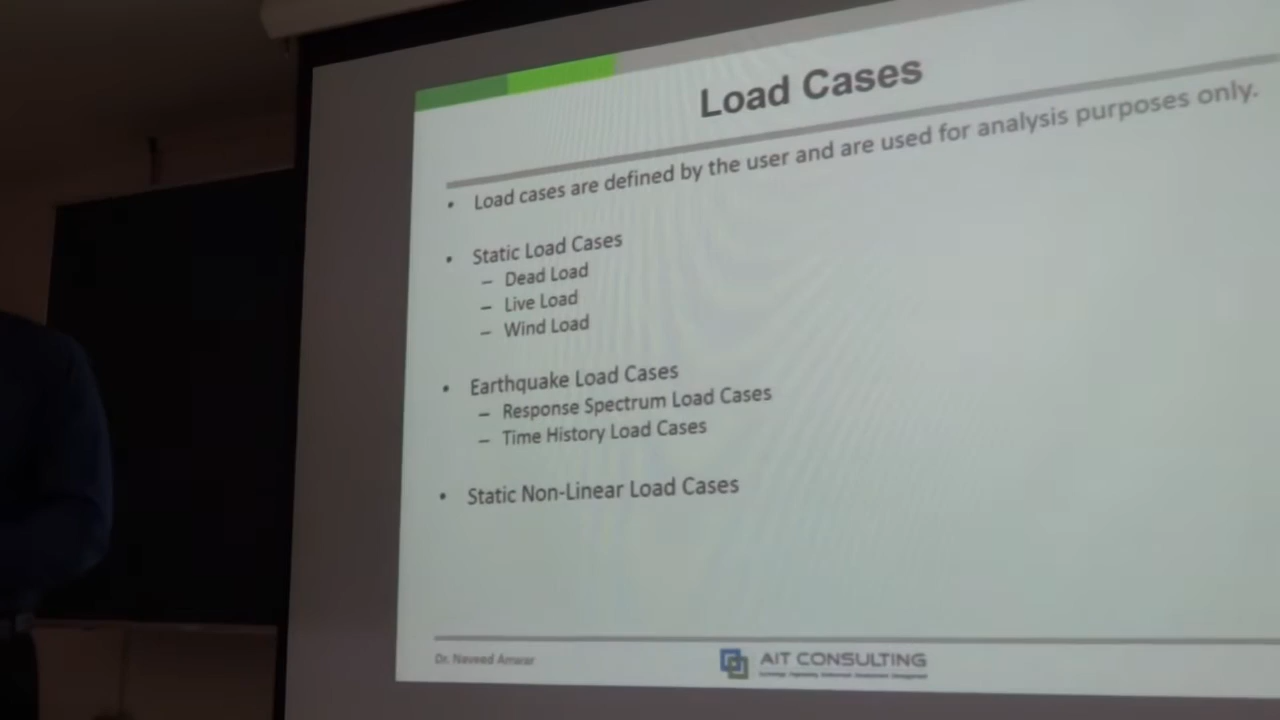 Load Cases
• Load cases are defined by the user and are used for analysis purposes only.
• Static Load Cases
– Dead Load
– Live Load
– Wind Load
• Earthquake Load Cases
– Response Spectrum Load Cases
– Time History Load Cases
• Static Non-Linear Load Cases
Dr. Naveed Anwar
AIT CONSULTING